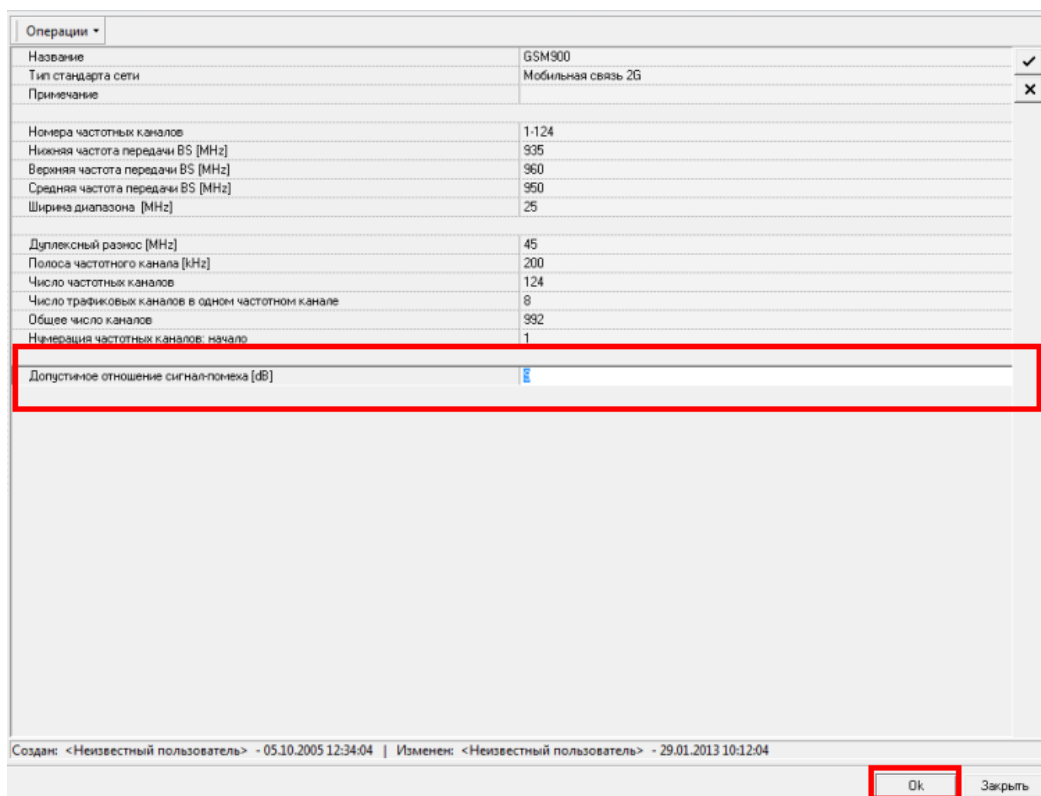 Операции
Название GSM900
Тип стандарта сети Мобильная связь 2G
Примечание
Номера частотных каналов 1-124
Нижняя частота передачи BS [MHz] 935
Верхняя частота передачи BS [MHz] 960
Средняя частота передачи BS [MHz] 950
Ширина диапазона [MHz] 25
Дуплексный разнос [MHz] 45
Полоса частотного канала [kHz] 200
Число частотных каналов 124
Число трафиковых каналов в одном частотном канале 8
Общее число каналов 992
Нумерация частотных каналов: начало 1
Допустимое отношение сигнал-помеха [dB]
Создан: <Неизвестный пользователь> - 05.10.2005 12:34:04 | Изменен: <Неизвестный пользователь> - 29.01.2013 10:12:04
Ok Закрыть